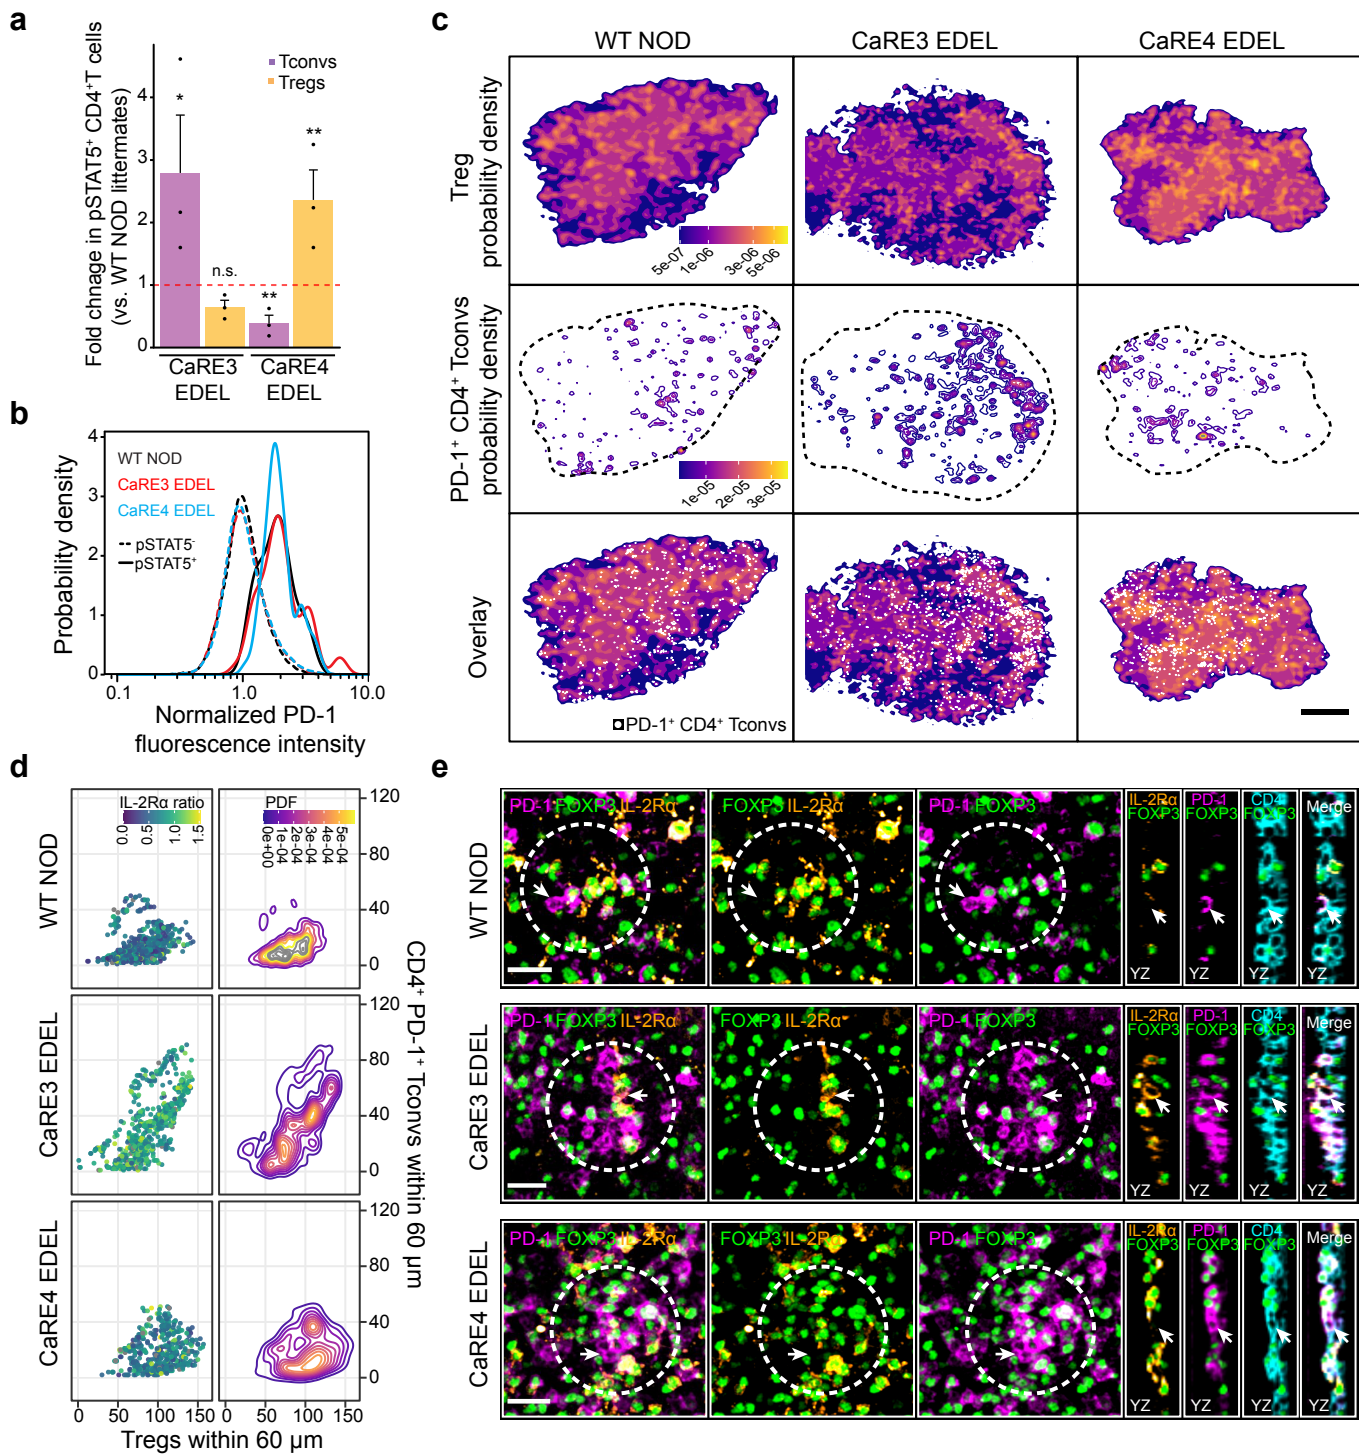 a
Fold chnage in pSTAT5⁺ CD4⁺T cells
(vs. WT NOD littermates)
4
3
2
1
0
Tconvs
Tregs
*
n.s.
**
**
CaRE3
EDEL
CaRE4
EDEL
b
Probability density
4
3
2
1
0
WT NOD
CaRE3 EDEL
CaRE4 EDEL
pSTAT5⁻
pSTAT5⁺
0.1
1.0
10.0
Normalized PD-1
fluorescence intensity
c
WT NOD
CaRE3 EDEL
CaRE4 EDEL
Treg
probability density
5e-07
1e-06
3e-06
5e-06
PD-1⁺ CD4⁺ Tconvs
probability density
1e-05
2e-05
3e-05
Overlay
PD-1⁺ CD4⁺ Tconvs
d
WT NOD
CaRE3 EDEL
CaRE4 EDEL
IL-2Rα ratio
0.0
0.5
1.0
1.5
PDF
0e+00
1e-04
2e-04
3e-04
4e-04
5e-04
120
80
40
0
120
80
40
0
120
80
40
0
CD4⁺ PD-1⁺ Tconvs within 60 µm
0
50
100
150
0
50
100
150
Tregs within 60 µm
e
WT NOD
PD-1 FOXP3 IL-2Rα
FOXP3 IL-2Rα
PD-1 FOXP3
IL-2Rα
FOXP3
YZ
PD-1
FOXP3
YZ
CD4
FOXP3
YZ
Merge
YZ
CaRE3 EDEL
PD-1 FOXP3 IL-2Rα
FOXP3 IL-2Rα
PD-1 FOXP3
IL-2Rα
FOXP3
YZ
PD-1
FOXP3
YZ
CD4
FOXP3
YZ
Merge
YZ
CaRE4 EDEL
PD-1 FOXP3 IL-2Rα
FOXP3 IL-2Rα
PD-1 FOXP3
IL-2Rα
FOXP3
YZ
PD-1
FOXP3
YZ
CD4
FOXP3
YZ
Merge
YZ